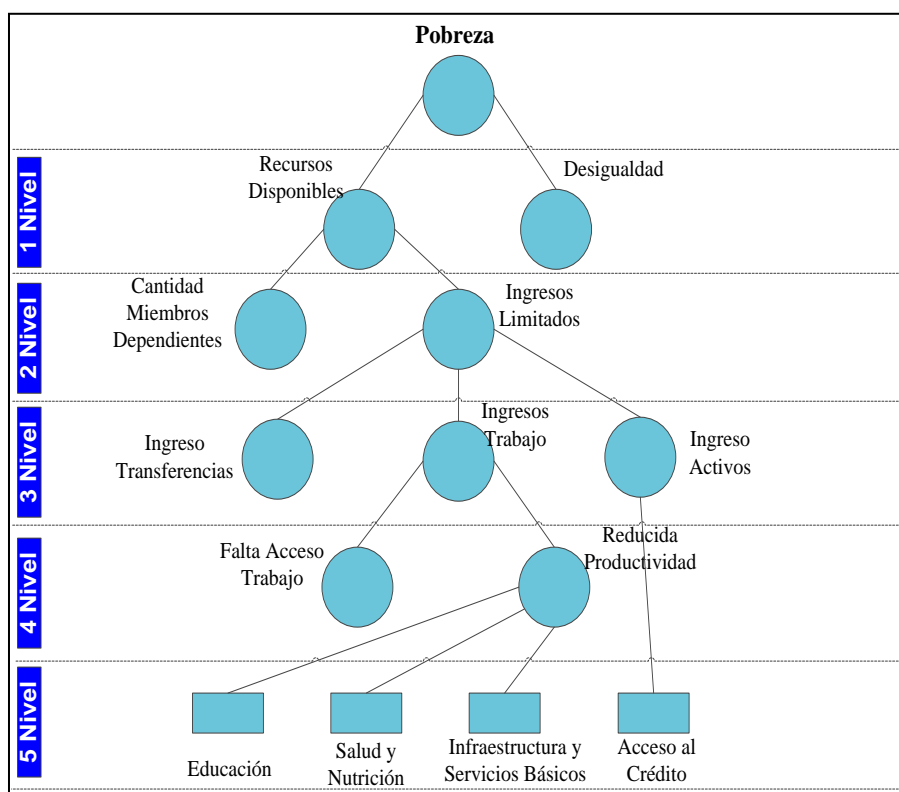 Pobreza
1 Nivel
Recursos
Disponibles
Desigualdad
2 Nivel
Cantidad
Miembros
Dependientes
Ingresos
Limitados
3 Nivel
Ingreso
Transferencias
Ingresos
Trabajo
Ingreso
Activos
4 Nivel
Falta Acceso
Trabajo
Reducida
Productividad
5 Nivel
Educación
Salud y
Nutrición
Infraestructura y
Servicios Básicos
Acceso al
Crédito